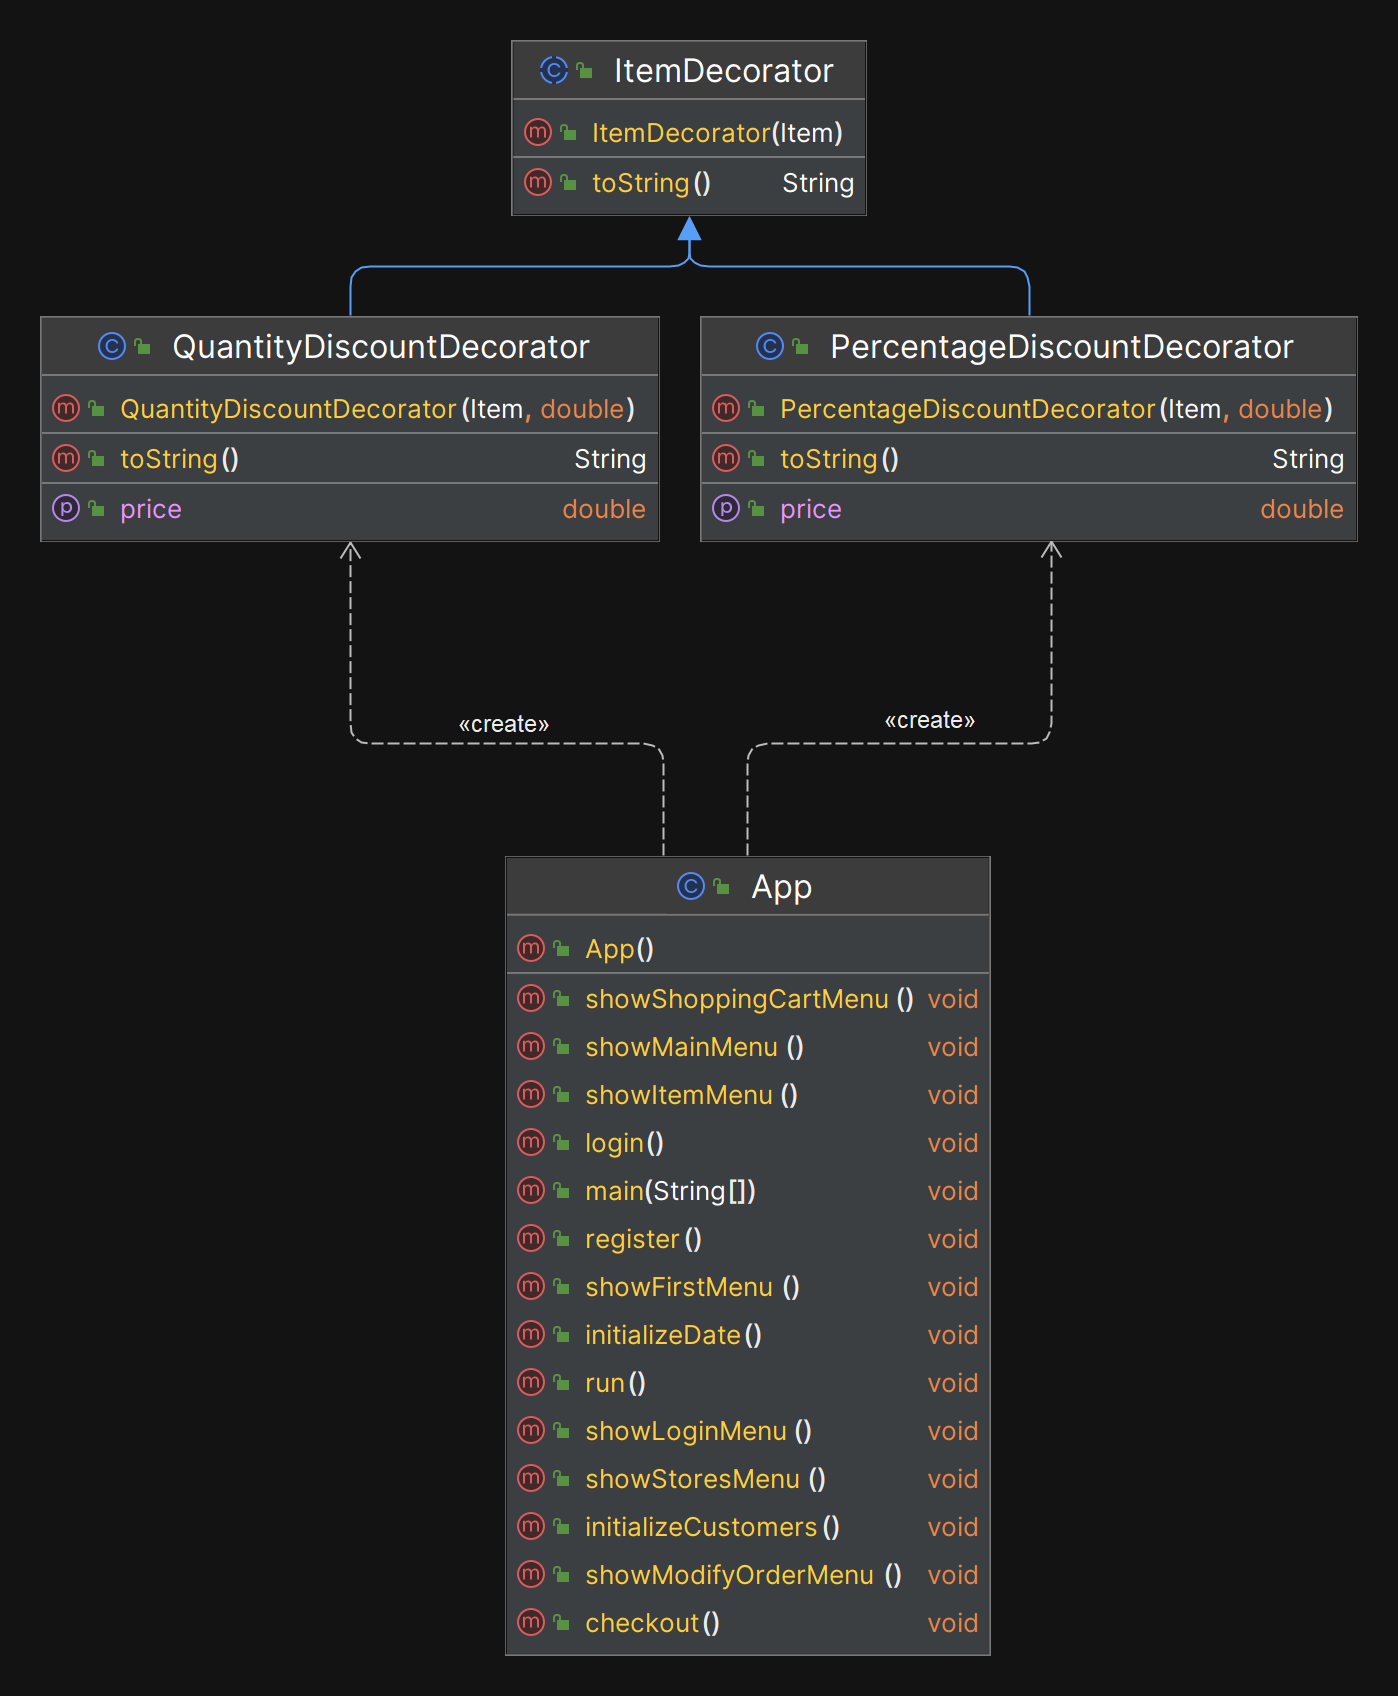 ItemDecorator
ItemDecorator(Item)
toString() String
QuantityDiscountDecorator
QuantityDiscountDecorator(Item, double)
toString() String
price double
PercentageDiscountDecorator
PercentageDiscountDecorator(Item, double)
toString() String
price double
«create»
«create»
App
App()
showShoppingCartMenu() void
showMainMenu() void
showItemMenu() void
login() void
main(String[]) void
register() void
showFirstMenu() void
initializeDate() void
run() void
showLoginMenu() void
showStoresMenu() void
initializeCustomers() void
showModifyOrderMenu() void
checkout() void